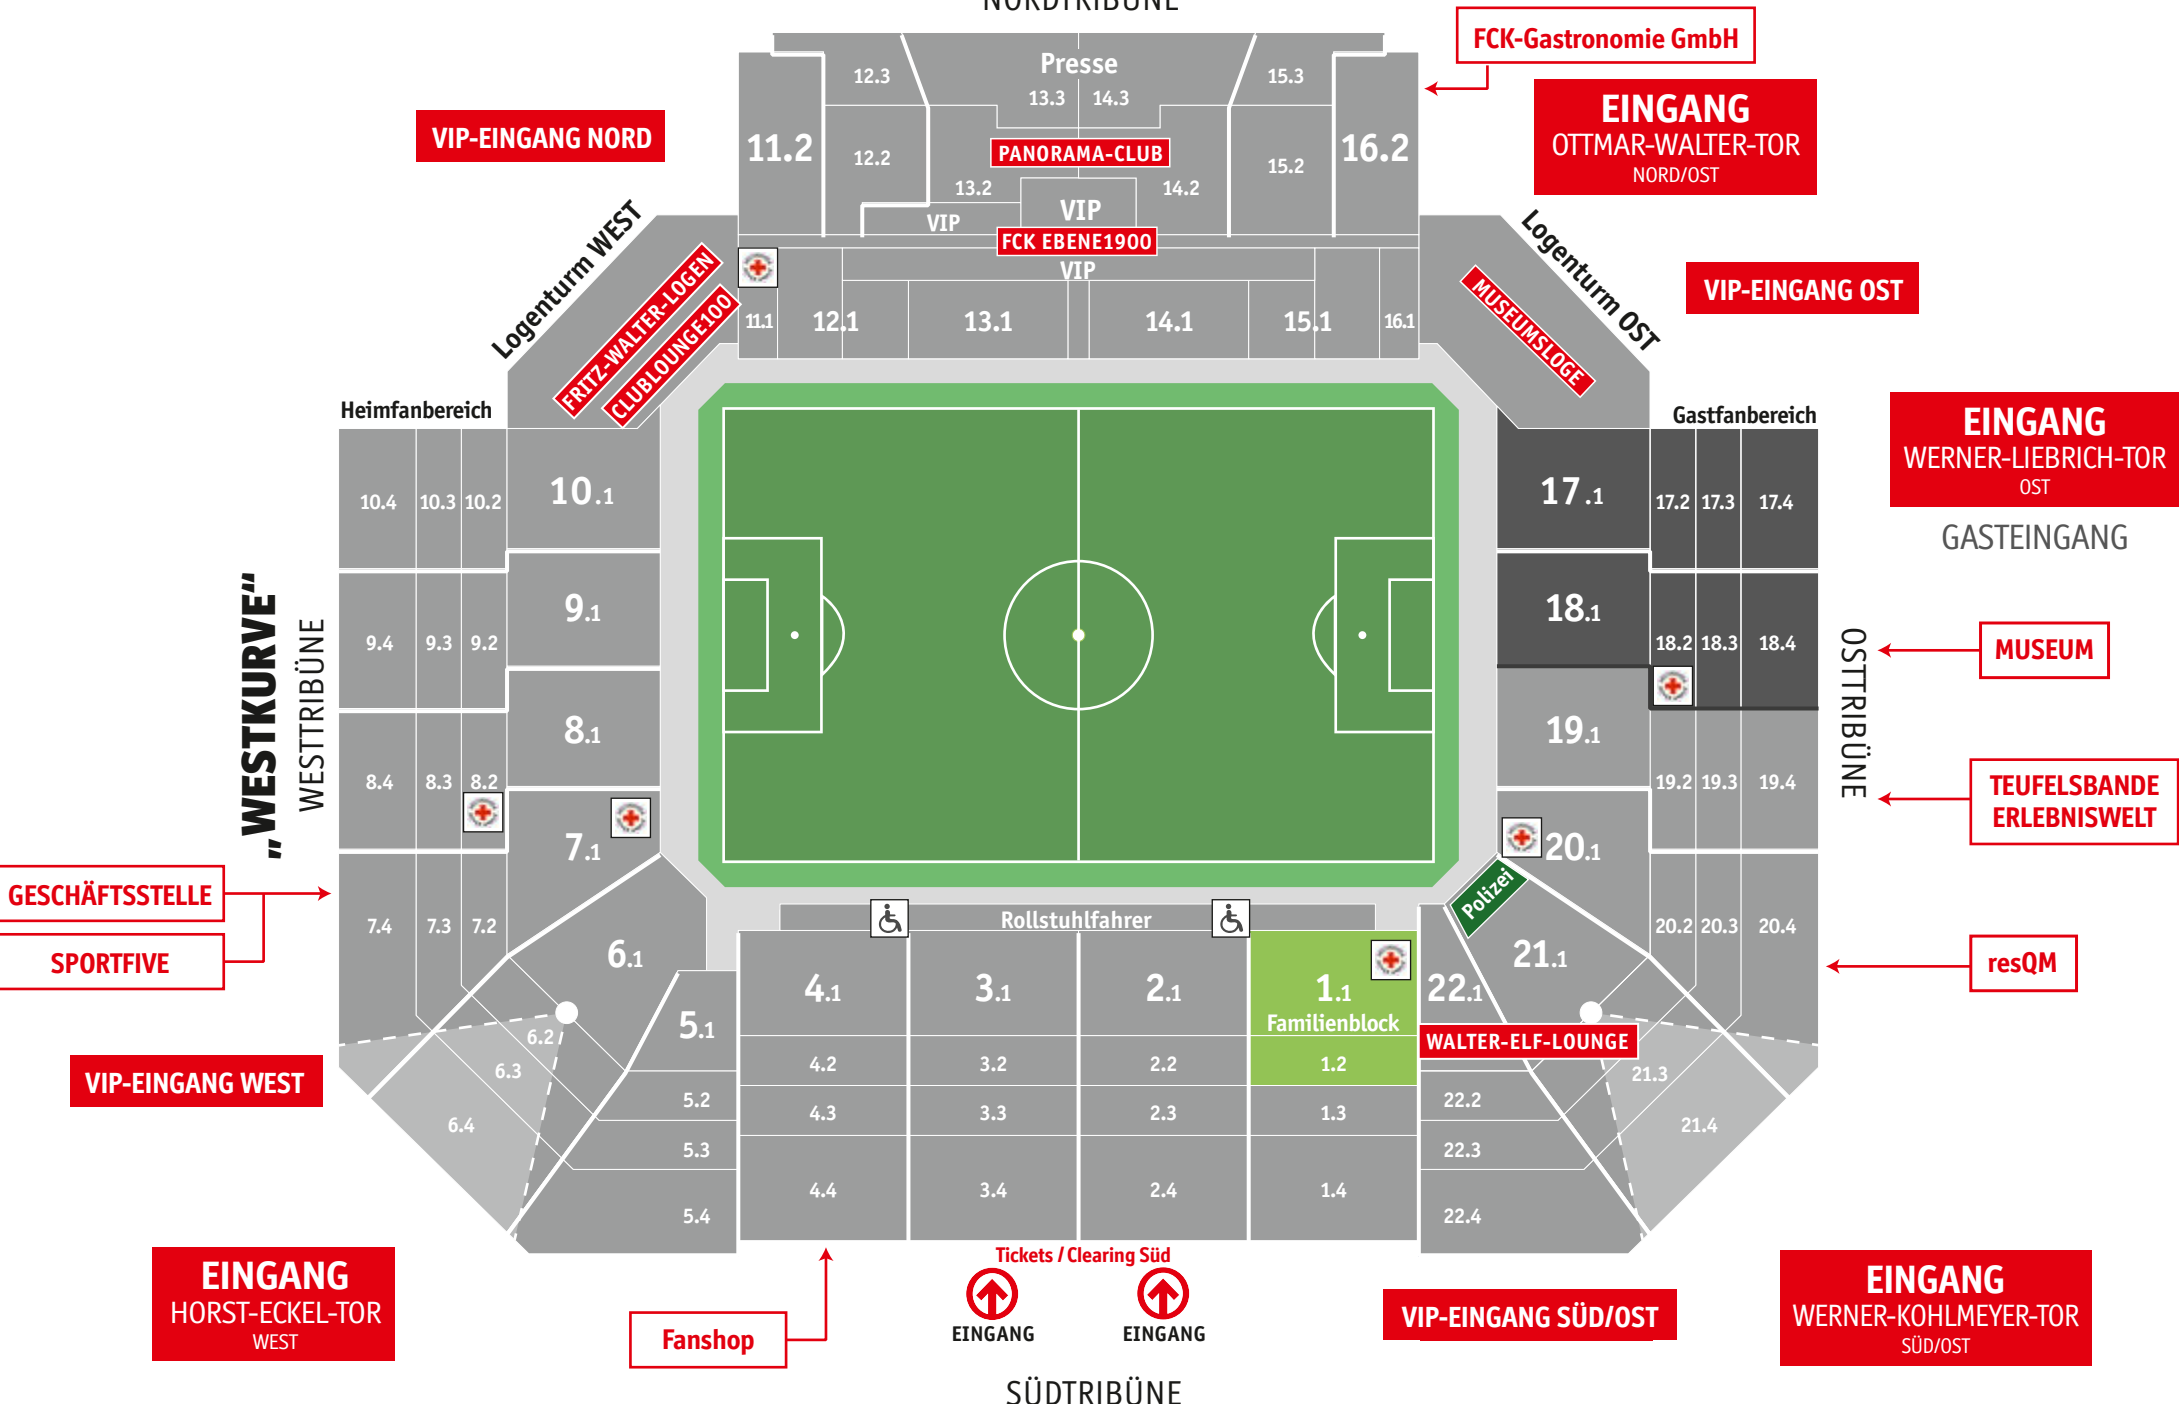 NORDTRIBÜNE
FCK-Gastronomie GmbH
EINGANG
OTTMAR-WALTER-TOR
NORD/OST
VIP-EINGANG NORD
12.3
Presse
13.3
14.3
15.3
11.2
12.2
PANORAMA-CLUB
15.2
16.2
13.2
14.2
VIP
VIP
FCK EBENE1900
VIP
Logenturm WEST
FRITZ-WALTER-LOGEN
CLUBLOUNGE100
Logenturm OST
MUSEUMSLOGE
VIP-EINGANG OST
11.1
12.1
13.1
14.1
15.1
16.1
Heimfanbereich
Gastfanbereich
EINGANG
WERNER-LIEBRICH-TOR
OST
GASTEINGANG
10.4
10.3
10.2
10.1
17.1
17.2
17.3
17.4
9.4
9.3
9.2
9.1
18.1
18.2
18.3
18.4
„WESTKURVE“
WESTTRIBÜNE
OSTTRIBÜNE
MUSEUM
8.4
8.3
8.2
8.1
19.1
19.2
19.3
19.4
TEUFELSBANDE
ERLEBNISWELT
7.1
20.1
Polizei
GESCHÄFTSSTELLE
SPORTFIVE
7.4
7.3
7.2
20.2
20.3
20.4
resQM
Rollstuhlfahrer
6.1
21.1
4.1
3.1
2.1
1.1
Familienblock
22.1
5.1
WALTER-ELF-LOUNGE
6.2
6.3
6.4
4.2
3.2
2.2
1.2
21.3
21.4
VIP-EINGANG WEST
5.2
4.3
3.3
2.3
1.3
22.2
5.3
22.3
4.4
3.4
2.4
1.4
5.4
22.4
Tickets / Clearing Süd
EINGANG
EINGANG
EINGANG
HORST-ECKEL-TOR
WEST
Fanshop
VIP-EINGANG SÜD/OST
EINGANG
WERNER-KOHLMEYER-TOR
SÜD/OST
SÜDTRIBÜNE